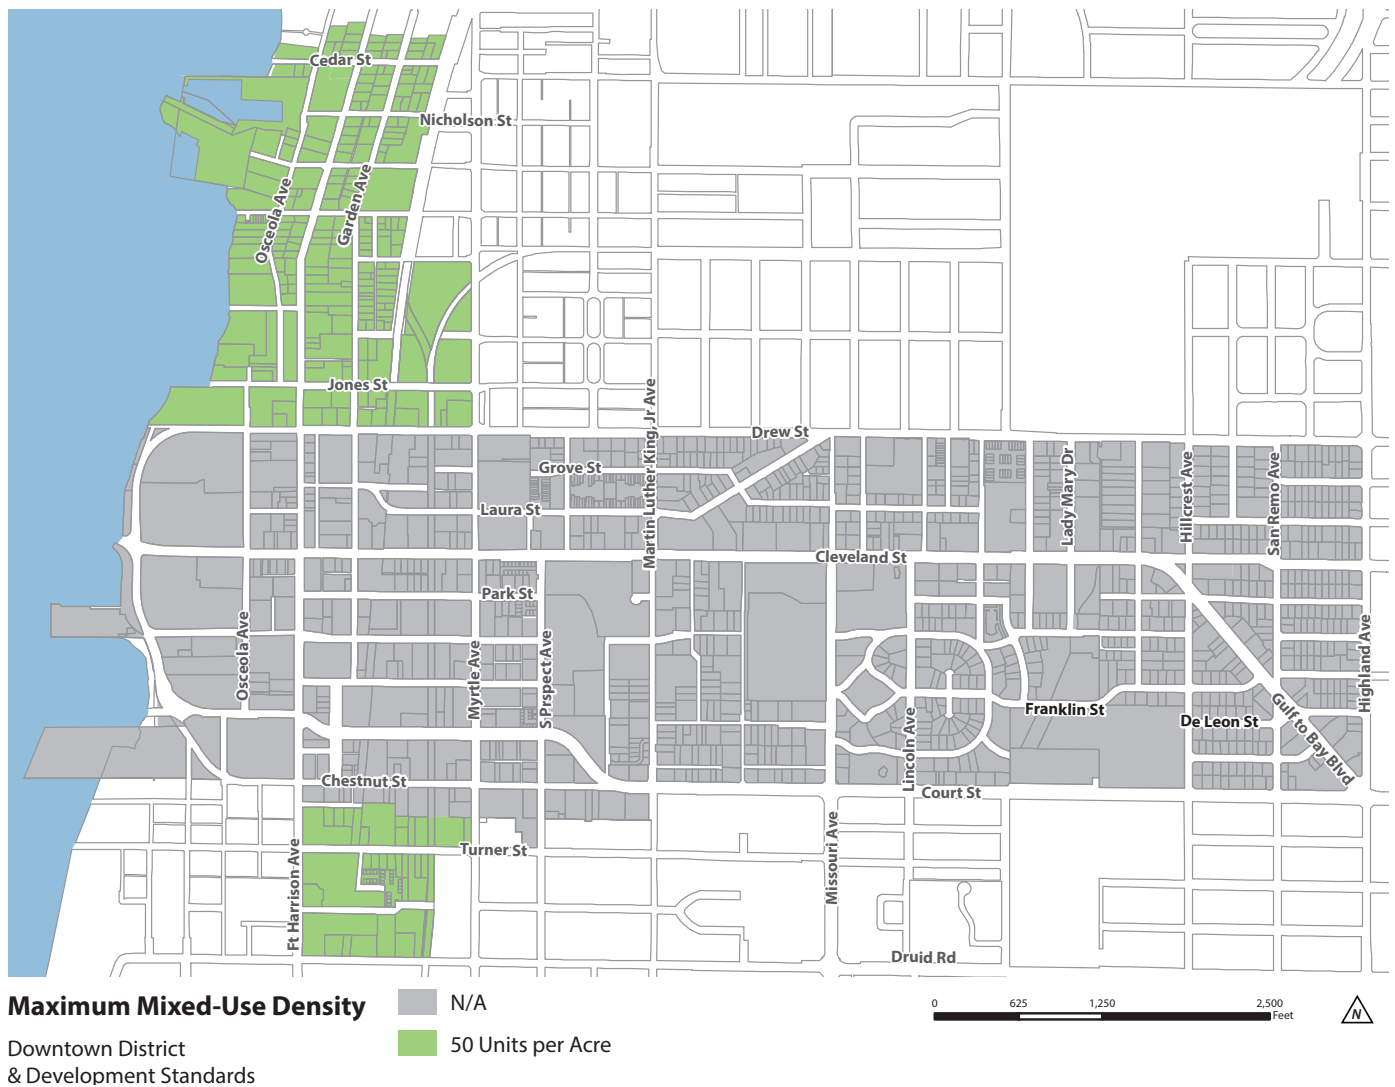 Cedar St
Nicholson St
Osceola Ave
Garden Ave
Jones St
Martin Luther King, Jr Ave
Drew St
Grove St
Laura St
Lady Mary Dr
Hillcrest Ave
San Remo Ave
Cleveland St
Park St
Osceola Ave
Myrtle Ave
S Prspect Ave
Highland Ave
Lincoln Ave
Franklin St
De Leon St
Gulf to Bay Blvd
Chestnut St
Court St
Turner St
Ft Harrison Ave
Missouri Ave
Druid Rd
Maximum Mixed-Use Density
Downtown District
& Development Standards
N/A
50 Units per Acre
0 625 1,250 2,500
Feet
N